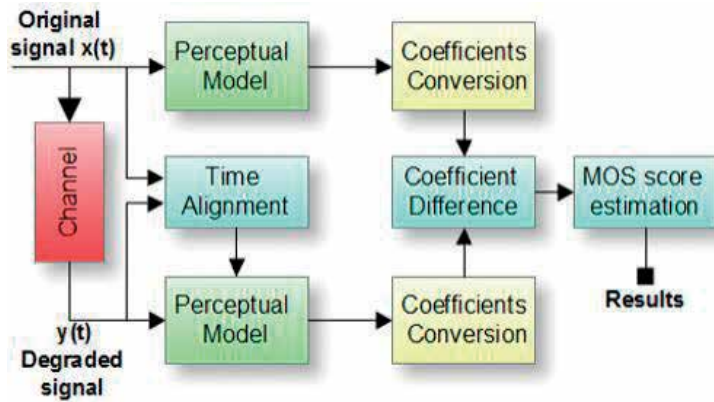 Original
signal x(t)
Perceptual
Model
Coefficients
Conversion
Channel
Time
Alignment
Coefficient
Difference
MOS score
estimation
Perceptual
Model
Coefficients
Conversion
Results
y(t)
Degraded
signal